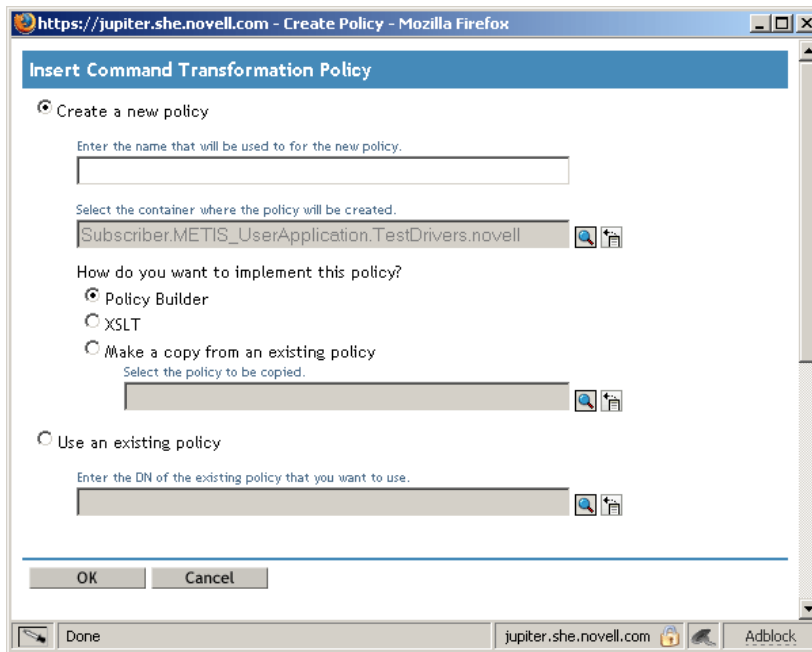 https://jupiter.she.novell.com - Create Policy - Mozilla Firefox
Insert Command Transformation Policy
Create a new policy
Enter the name that will be used to for the new policy.
Select the container where the policy will be created.
Subscriber.METIS_UserApplication.TestDrivers.novell
How do you want to implement this policy?
Policy Builder
XSLT
Make a copy from an existing policy
Select the policy to be copied.
Use an existing policy
Enter the DN of the existing policy that you want to use.
OK Cancel
Done jupiter.she.novell.com Adblock